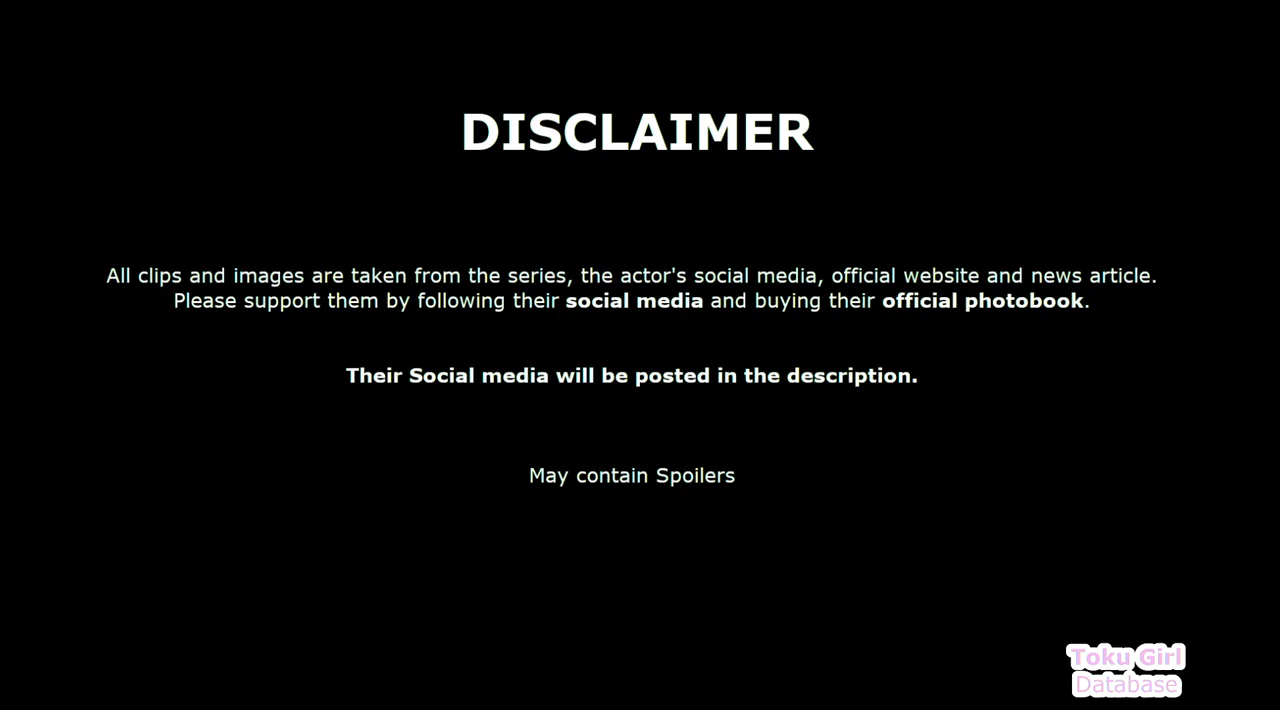 DISCLAIMER
All clips and images are taken from the series, the actor's social media, official website and news article.
Please support them by following their social media and buying their official photobook.
Their Social media will be posted in the description.
May contain Spoilers
Toku Girl
Database